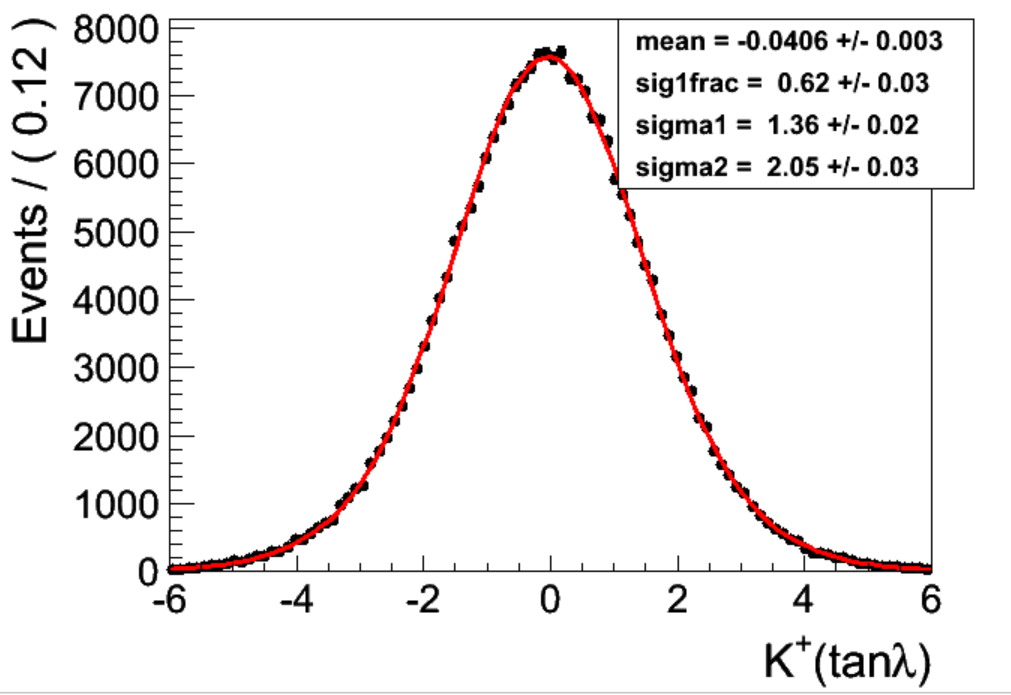 Events / ( 0.12 )
8000
7000
6000
5000
4000
3000
2000
1000
0
mean = -0.0406 +/- 0.003
sig1frac = 0.62 +/- 0.03
sigma1 = 1.36 +/- 0.02
sigma2 = 2.05 +/- 0.03
-6 -4 -2 0 2 4 6
K⁺(tanλ)